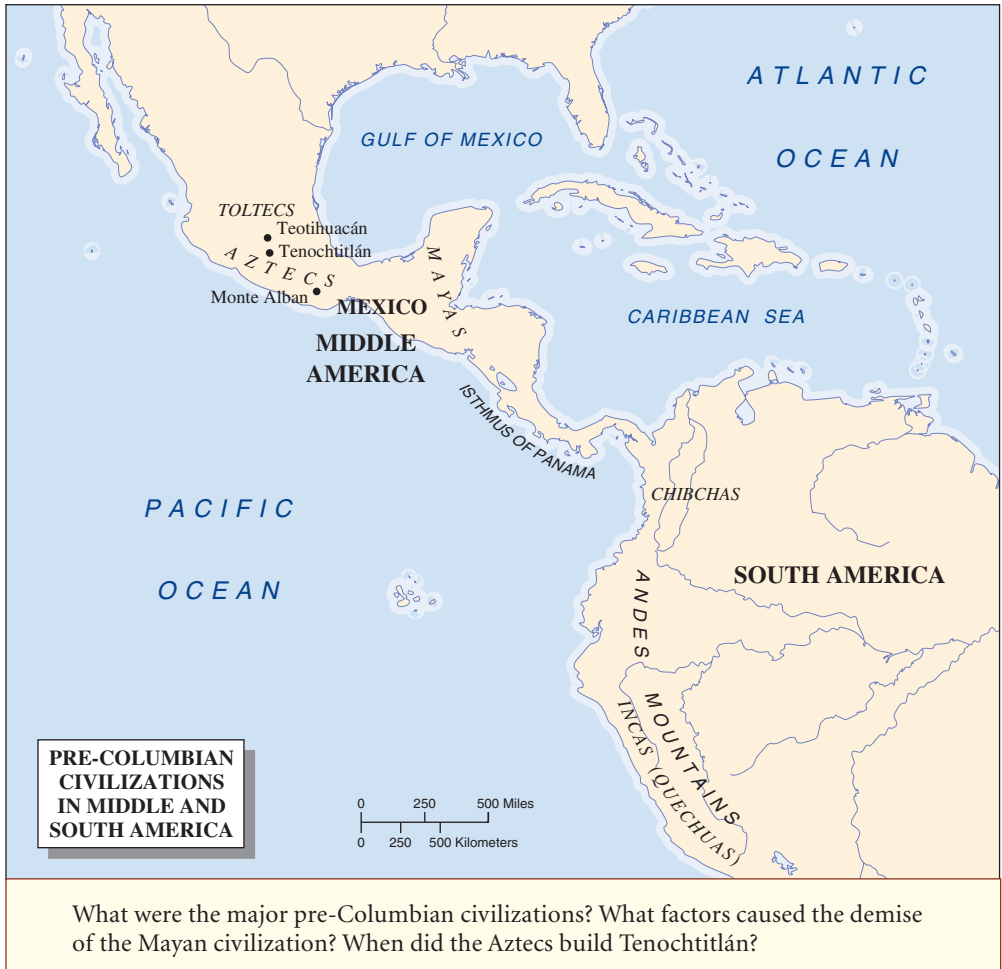 ATLANTIC
OCEAN
GULF OF MEXICO
TOLTECS
Teotihuacán
Tenochtitlán
AZTECS
Monte Alban
MAYAS
MEXICO
MIDDLE
AMERICA
CARIBBEAN SEA
ISTHMUS OF PANAMA
PACIFIC
OCEAN
CHIBCHAS
SOUTH AMERICA
ANDES
MOUNTAINS
INCAS (QUECHUAS)
PRE-COLUMBIAN
CIVILIZATIONS
IN MIDDLE AND
SOUTH AMERICA
0 250 500 Miles
0 250 500 Kilometers
What were the major pre-Columbian civilizations? What factors caused the demise
of the Mayan civilization? When did the Aztecs build Tenochtitlán?